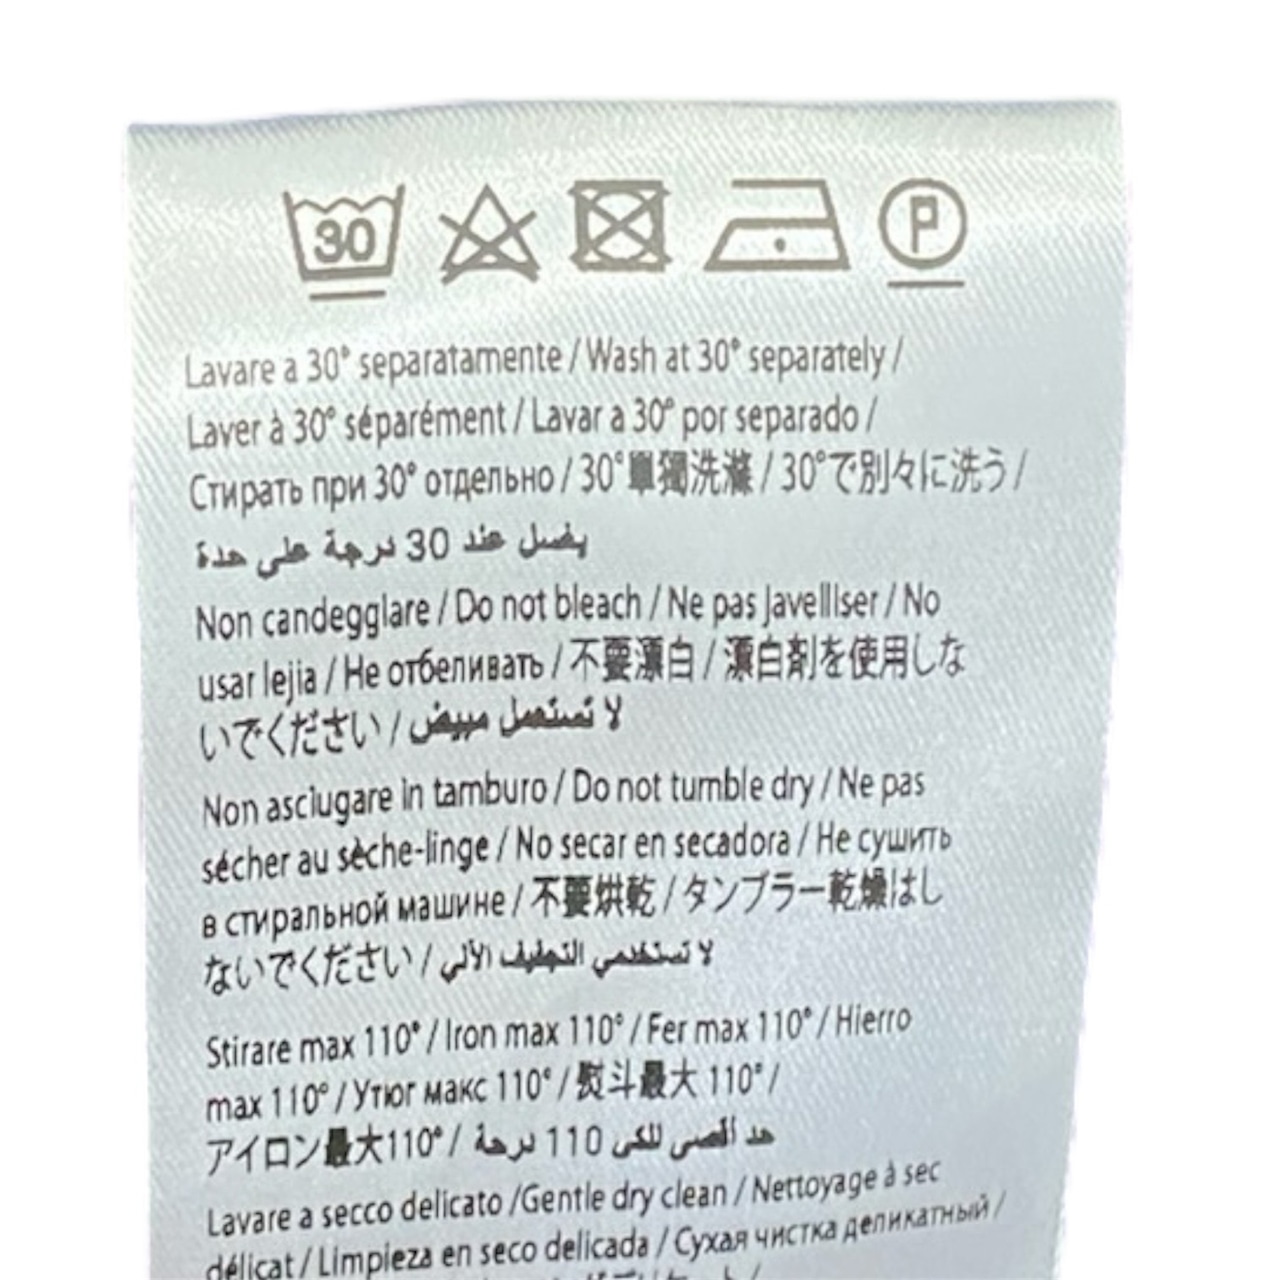 30
P
Lavare a 30° separatamente / Wash at 30° separately /
Laver à 30° séparément / Lavar a 30° por separado /
Стирать при 30° отдельно / 30°單獨洗滌 / 30°で別々に洗う /
يغسل عند 30 درجة على حدة
Non candeggiare / Do not bleach / Ne pas javelliser / No
usar lejia / Не отбеливать / 不要漂白 / 漂白剤を使用しな
いでください / لا تستعمل مبيض
Non asciugare in tamburo / Do not tumble dry / Ne pas
sécher au sèche-linge / No secar en secadora / Не сушить
в стиральной машине / 不要烘乾 / タンブラー乾燥はし
ないでください / لا تستخدمي التجفيف الآلي
Stirare max 110° / Iron max 110° / Fer max 110° / Hierro
max 110° / Утюг макс 110° / 熨斗最大 110° /
アイロン最大110° / حد اقصى للكي 110 درجة
Lavare a secco delicato /Gentle dry clean / Nettoyage à sec
délicat / Limpieza en seco delicada / Сухая чистка деликатный /